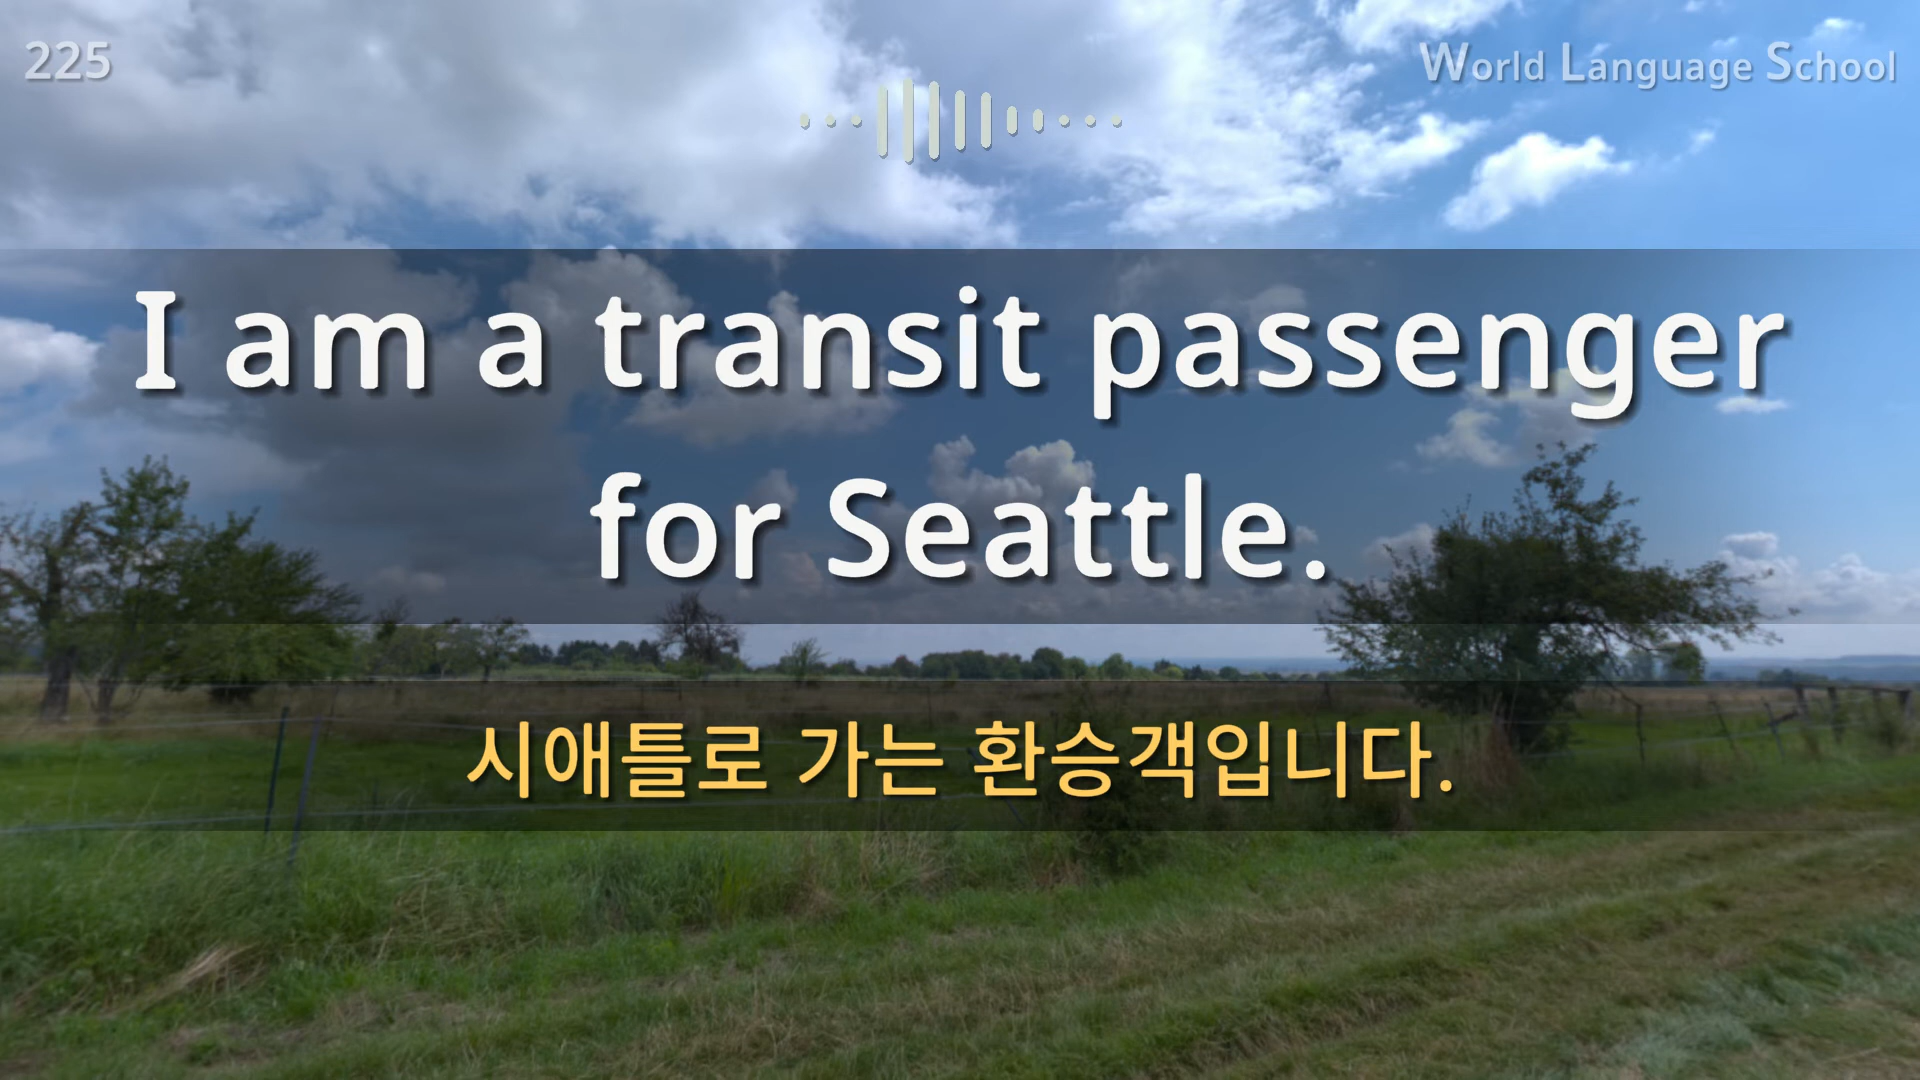 225
World Language School
I am a transit passenger
for Seattle.
시애틀로 가는 환승객입니다.